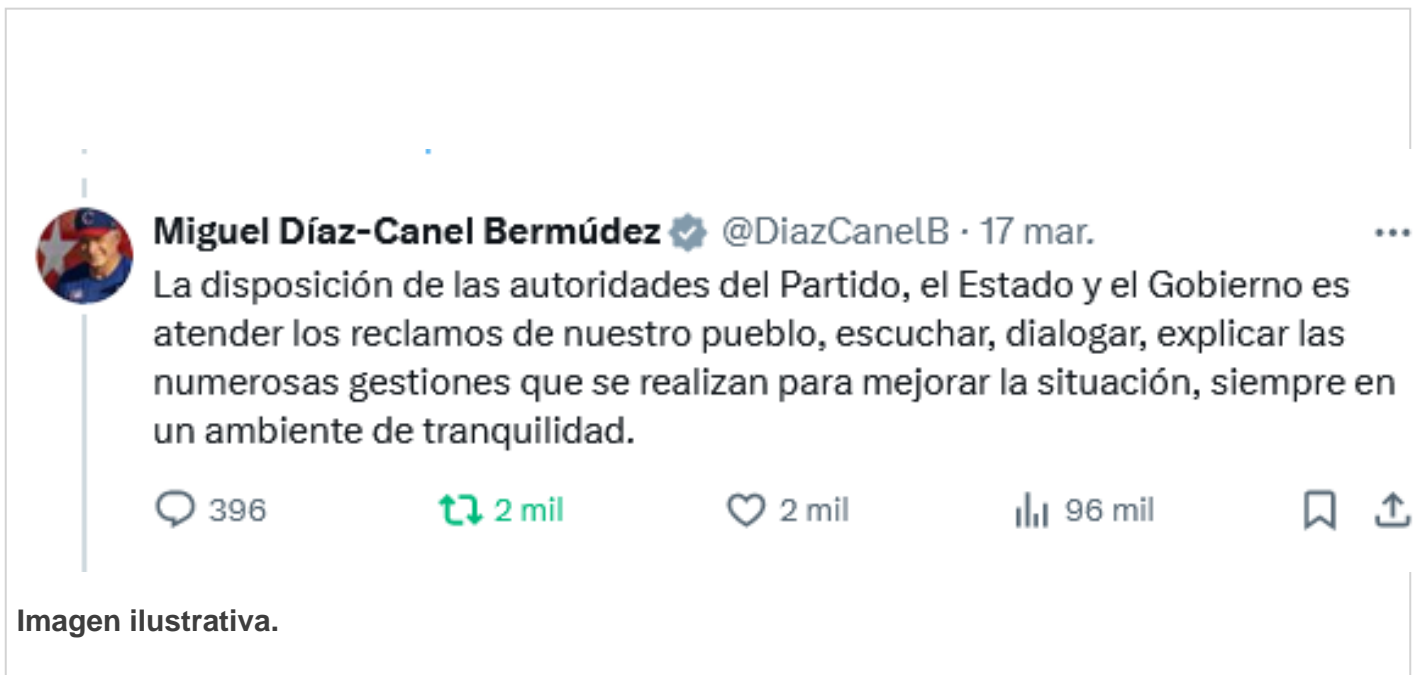 Miguel Díaz-Canel Bermúdez @DiazCanelB · 17 mar.
La disposición de las autoridades del Partido, el Estado y el Gobierno es
atender los reclamos de nuestro pueblo, escuchar, dialogar, explicar las
numerosas gestiones que se realizan para mejorar la situación, siempre en
un ambiente de tranquilidad.
396 2 mil 2 mil 96 mil
Imagen ilustrativa.